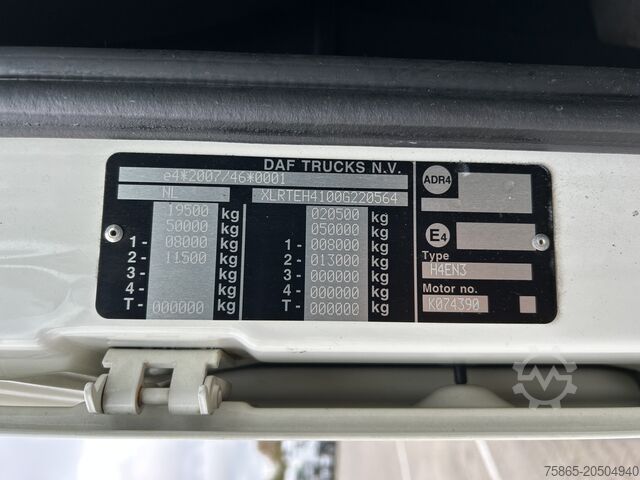 DAF TRUCKS N.V.
e4*2007/46*0001
NL XLRTEH4100G220564
19500 kg 020500 kg
50000 kg 050000 kg
1- 08000 kg 1- 008000 kg
2- 11500 kg 2- 013000 kg
3- kg 3- 000000 kg
4- kg 4- 000000 kg
T- 000000 kg T- 000000 kg
ADR4
E4
Type
H4EN3
Motor no.
K074390
75865-20504940